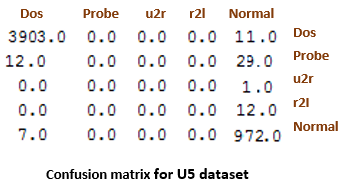 Dos Probe u2r r2l Normal
3903.0 0.0 0.0 0.0 11.0 Dos
12.0 0.0 0.0 0.0 29.0 Probe
0.0 0.0 0.0 0.0 1.0 u2r
0.0 0.0 0.0 0.0 12.0 r2l
7.0 0.0 0.0 0.0 972.0 Normal
Confusion matrix for U5 dataset